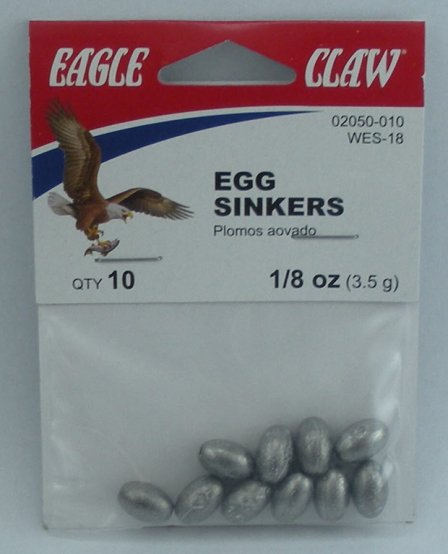 EAGLE CLAW®
02050-010
WES-18
EGG
SINKERS
Plomos aovado
QTY 10
1/8 oz (3.5 g)